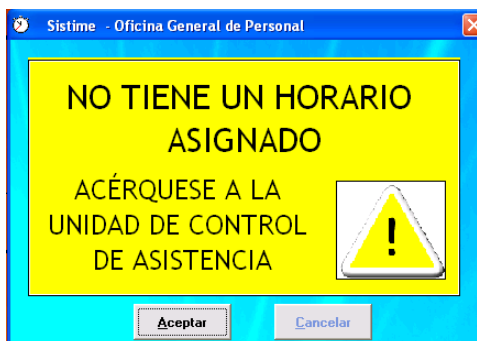 Sistime - Oficina General de Personal
NO TIENE UN HORARIO
ASIGNADO
ACÉRQUESE A LA
UNIDAD DE CONTROL
DE ASISTENCIA
!
Aceptar
Cancelar